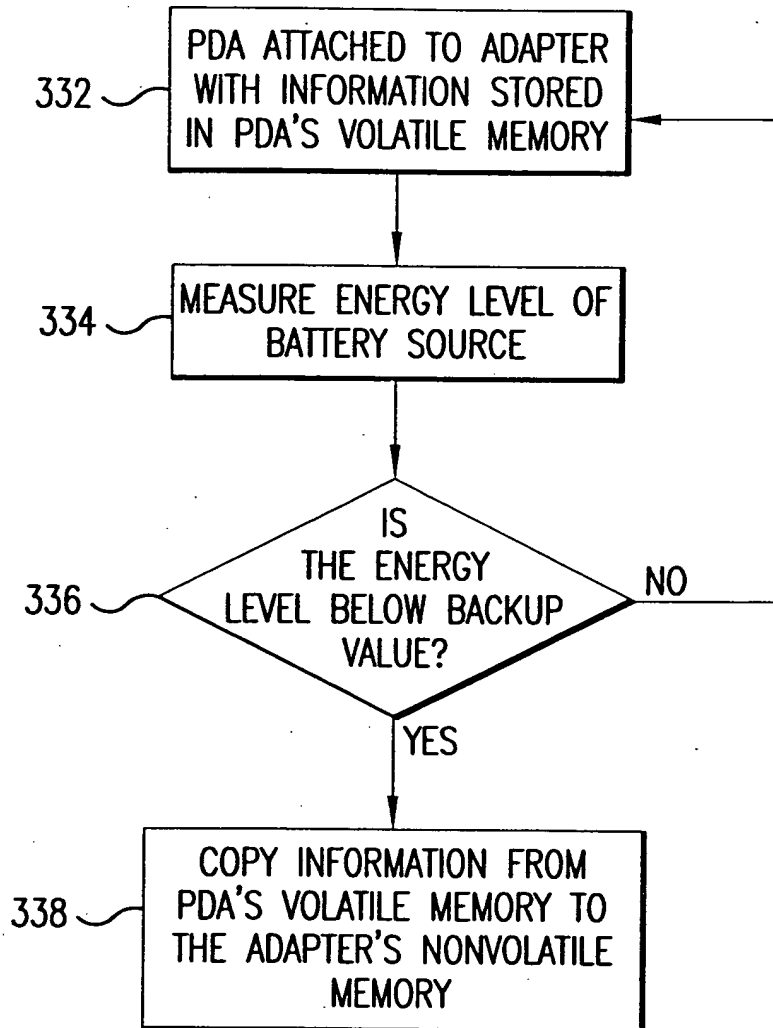 332
PDA ATTACHED TO ADAPTER
WITH INFORMATION STORED
IN PDA'S VOLATILE MEMORY
334
MEASURE ENERGY LEVEL OF
BATTERY SOURCE
336
IS
THE ENERGY
LEVEL BELOW BACKUP
VALUE?
NO
YES
338
COPY INFORMATION FROM
PDA'S VOLATILE MEMORY TO
THE ADAPTER'S NONVOLATILE
MEMORY